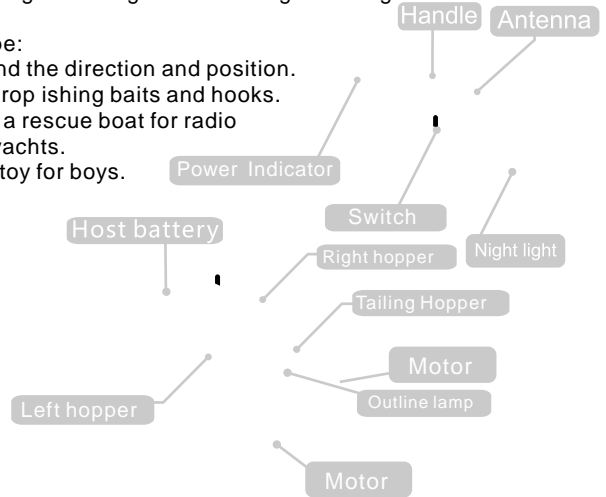 Handle
Antenna
be:
nd the direction and position.
rop ishing baits and hooks.
a rescue boat for radio
yachts.
toy for boys.
Power Indicator
Switch
Host battery
Right hopper
Night light
Tailing Hopper
Motor
Outline lamp
Left hopper
Motor